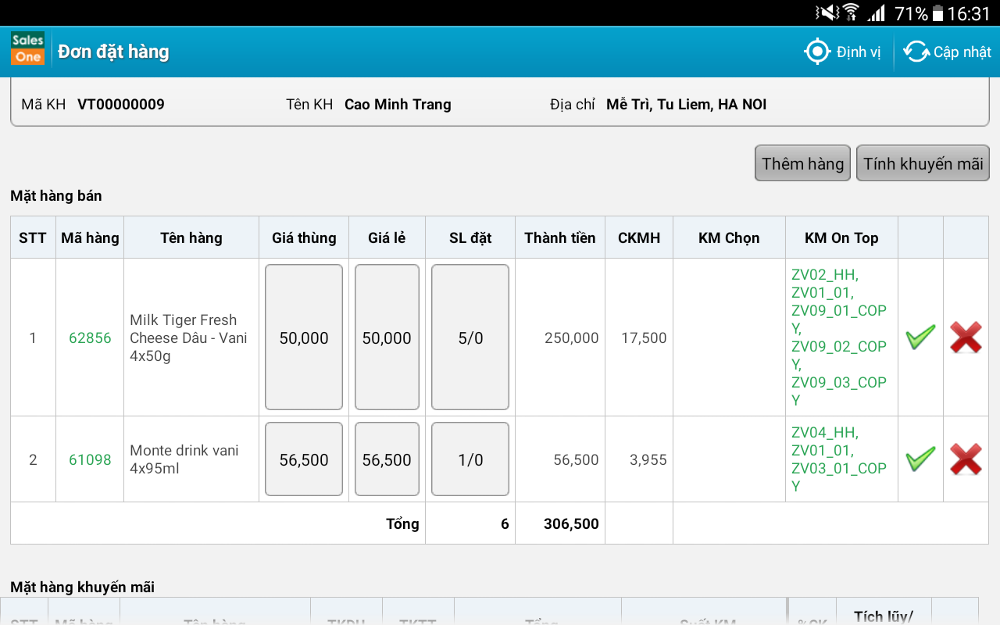 71% 16:31
Sales One Đơn đặt hàng Định vị Cập nhật
Mã KH VT00000009 Tên KH Cao Minh Trang Địa chỉ Mễ Trì, Tu Liem, HA NOI
Thêm hàng Tính khuyến mãi
Mặt hàng bán
STT Mã hàng Tên hàng Giá thùng Giá lẻ SL đặt Thành tiền CKMH KM Chọn KM On Top
1 62856 Milk Tiger Fresh Cheese Dâu - Vani 4x50g 50,000 50,000 5/0 250,000 17,500 ZV02_HH,
ZV01_01,
ZV09_01_COP
Y,
ZV09_02_COP
Y,
ZV09_03_COP
Y
2 61098 Monte drink vani 4x95ml 56,500 56,500 1/0 56,500 3,955 ZV04_HH,
ZV01_01,
ZV03_01_COP
Y
Tổng 6 306,500
Mặt hàng khuyến mãi
STT Mã hàng Tên hàng TKĐH TKTT Tổng Suất KM %CK Tích lũy/